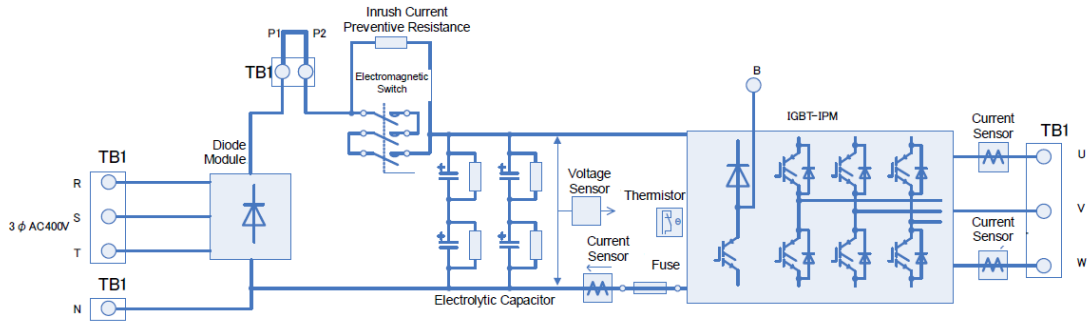 Inrush Current
Preventive Resistance
P1
P2
TB1
Electromagnetic
Switch
B
IGBT-IPM
Diode
Module
TB1
R
S
T
3 φ AC400V
TB1
N
Voltage
Sensor
Thermistor
θ
Current
Sensor
Fuse
Electrolytic Capacitor
+
+
+
+
Current
Sensor
TB1
U
V
Current
Sensor
W